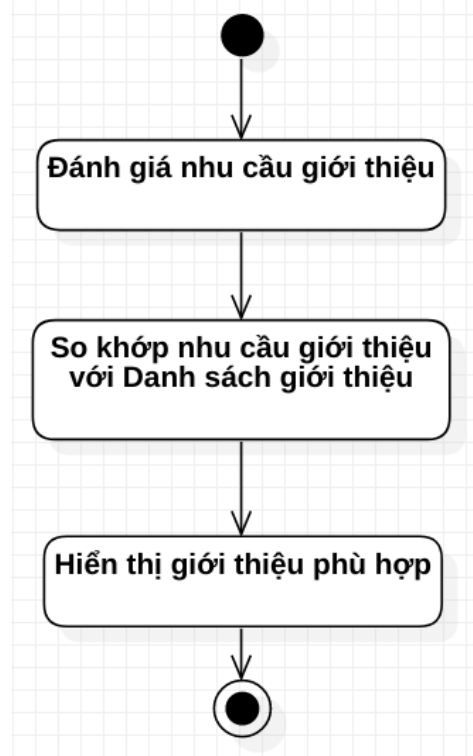 Đánh giá nhu cầu giới thiệu
So khớp nhu cầu giới thiệu
với Danh sách giới thiệu
Hiển thị giới thiệu phù hợp